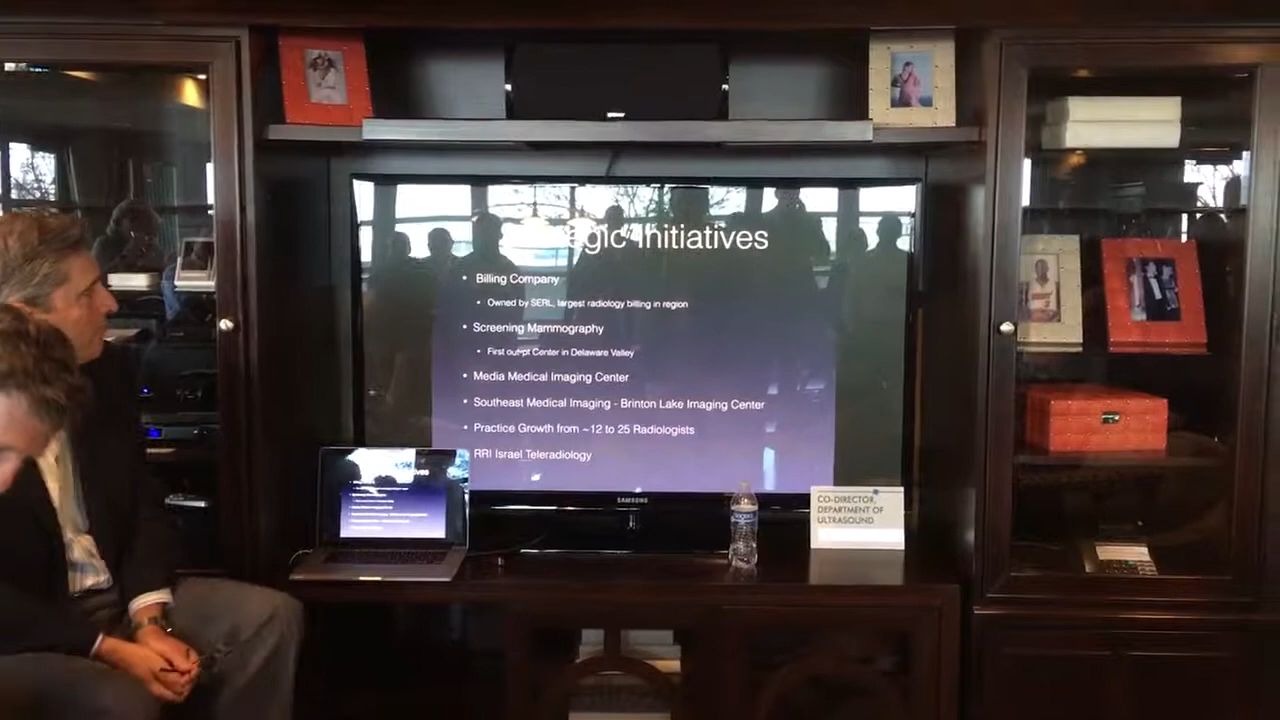 Initiatives
• Billing Company
• Owned by SERL, largest radiology billing in region
• Screening Mammography
• First out-pt Center in Delaware Valley
• Media Medical Imaging Center
• Southeast Medical Imaging - Brinton Lake Imaging Center
• Practice Growth from ~12 to 25 Radiologists
RRI Israel Teleradiology
SAMSUNG
CO-DIRECTOR,
DEPARTMENT OF
ULTRASOUND